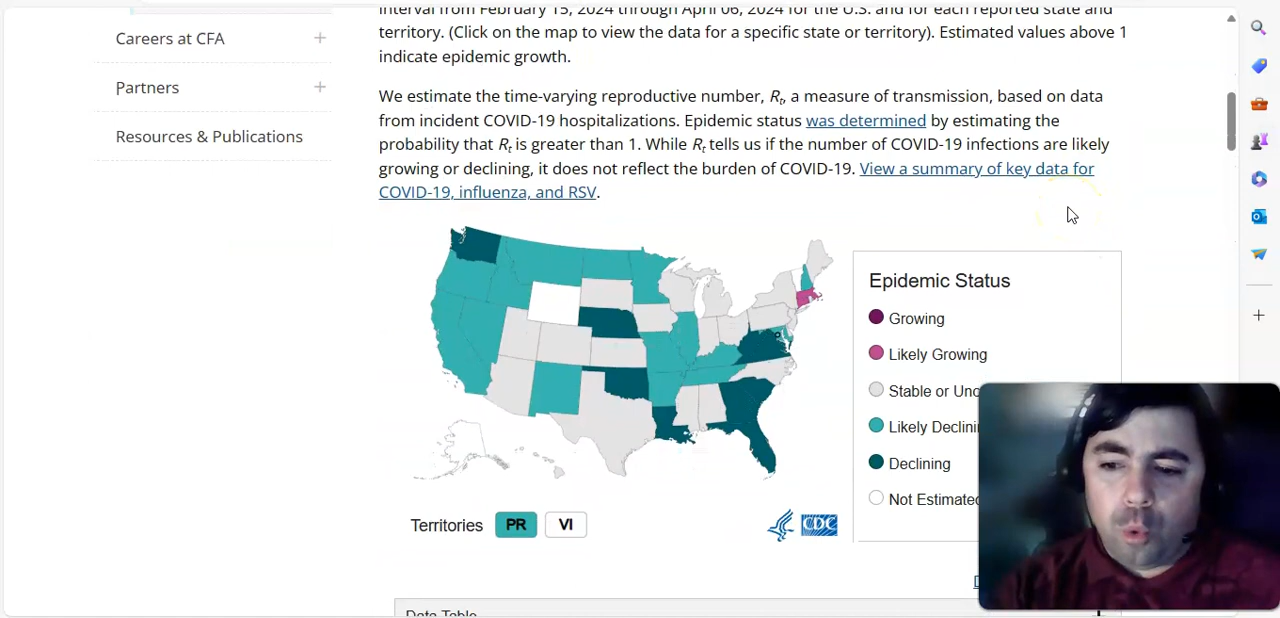 Careers at CFA
Partners
Resources & Publications
interval from February 15, 2024 through April 06, 2024 for the U.S. and for each reported state and
territory. (Click on the map to view the data for a specific state or territory). Estimated values above 1
indicate epidemic growth.
We estimate the time-varying reproductive number, Rt, a measure of transmission, based on data
from incident COVID-19 hospitalizations. Epidemic status was determined by estimating the
probability that Rt is greater than 1. While Rt tells us if the number of COVID-19 infections are likely
growing or declining, it does not reflect the burden of COVID-19. View a summary of key data for
COVID-19, influenza, and RSV.
Epidemic Status
Growing
Likely Growing
Stable or Unc
Likely Declini
Declining
Not Estimated
Territories PR VI
CDC
Data Table